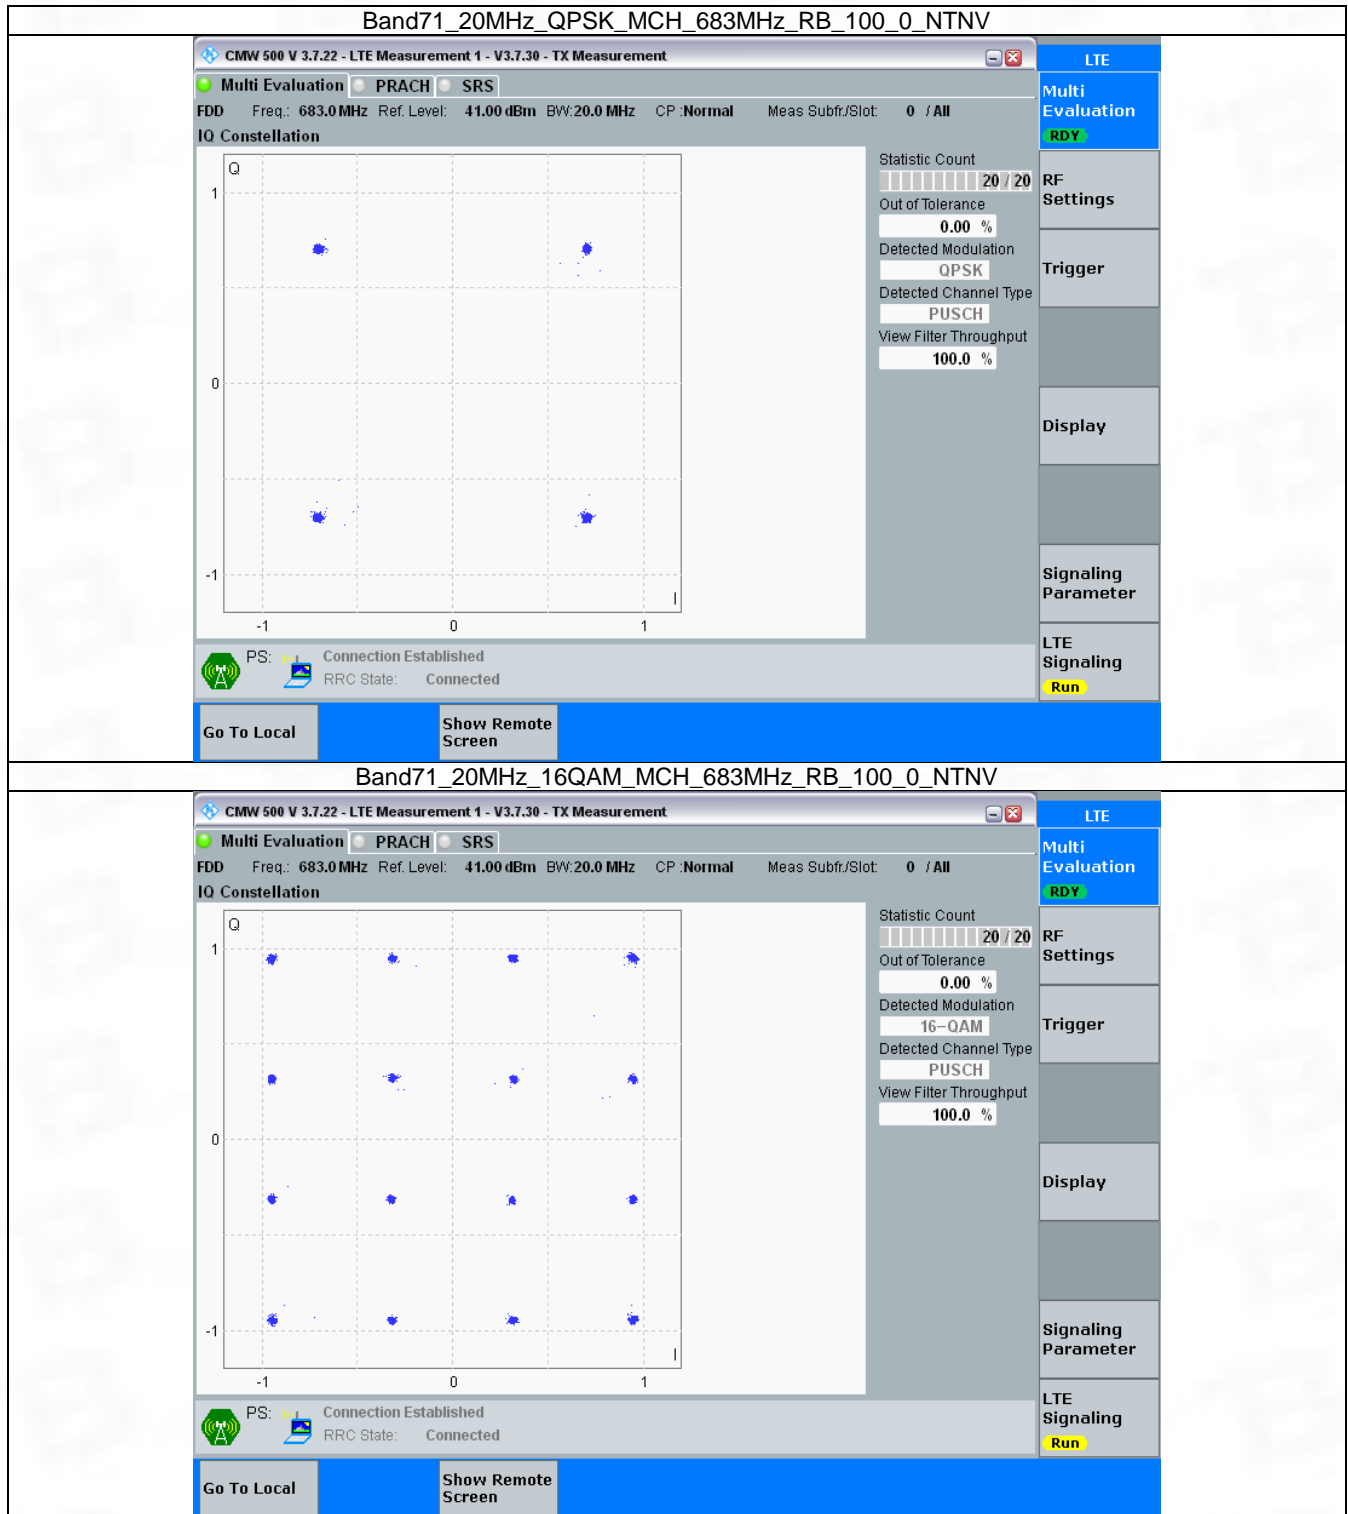 Band71_20MHz_QPSK_MCH_683MHz_RB_100_0_NTNV
CMW 500 V 3.7.22 - LTE Measurement 1 - V3.7.30 - TX Measurement
LTE
Multi Evaluation PRACH SRS
Multi
Evaluation
RDY
FDD Freq.: 683.0 MHz Ref. Level: 41.00 dBm BW: 20.0 MHz CP : Normal Meas Subfr./Slot: 0 / All
IQ Constellation
Q
1
0
-1
I
-1 0 1
Statistic Count
20 / 20
Out of Tolerance
0.00 %
Detected Modulation
QPSK
Detected Channel Type
PUSCH
View Filter Throughput
100.0 %
RF
Settings
Trigger
Display
Signaling
Parameter
LTE
Signaling
Run
PS: Connection Established
RRC State: Connected
Go To Local
Show Remote
Screen
Band71_20MHz_16QAM_MCH_683MHz_RB_100_0_NTNV
CMW 500 V 3.7.22 - LTE Measurement 1 - V3.7.30 - TX Measurement
LTE
Multi Evaluation PRACH SRS
Multi
Evaluation
RDY
FDD Freq.: 683.0 MHz Ref. Level: 41.00 dBm BW: 20.0 MHz CP : Normal Meas Subfr./Slot: 0 / All
IQ Constellation
Q
1
0
-1
I
-1 0 1
Statistic Count
20 / 20
Out of Tolerance
0.00 %
Detected Modulation
16-QAM
Detected Channel Type
PUSCH
View Filter Throughput
100.0 %
RF
Settings
Trigger
Display
Signaling
Parameter
LTE
Signaling
Run
PS: Connection Established
RRC State: Connected
Go To Local
Show Remote
Screen